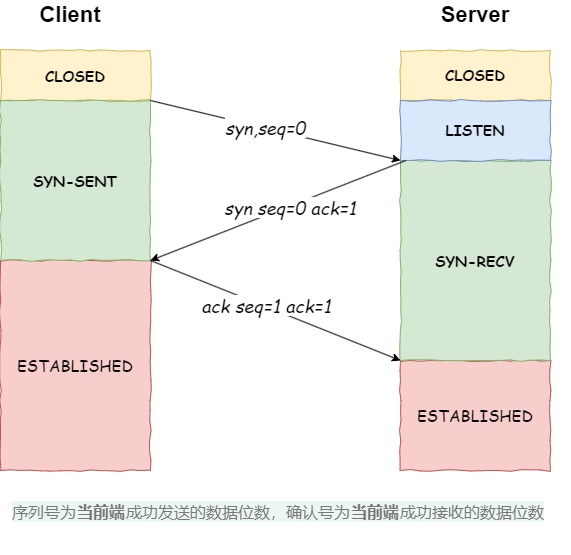 Client Server
CLOSED CLOSED
LISTEN
syn,seq=0
SYN-SENT
syn seq=0 ack=1
SYN-RECV
ack seq=1 ack=1
ESTABLISHED
ESTABLISHED
序列号为当前端成功发送的数据位数，确认号为当前端成功接收的数据位数